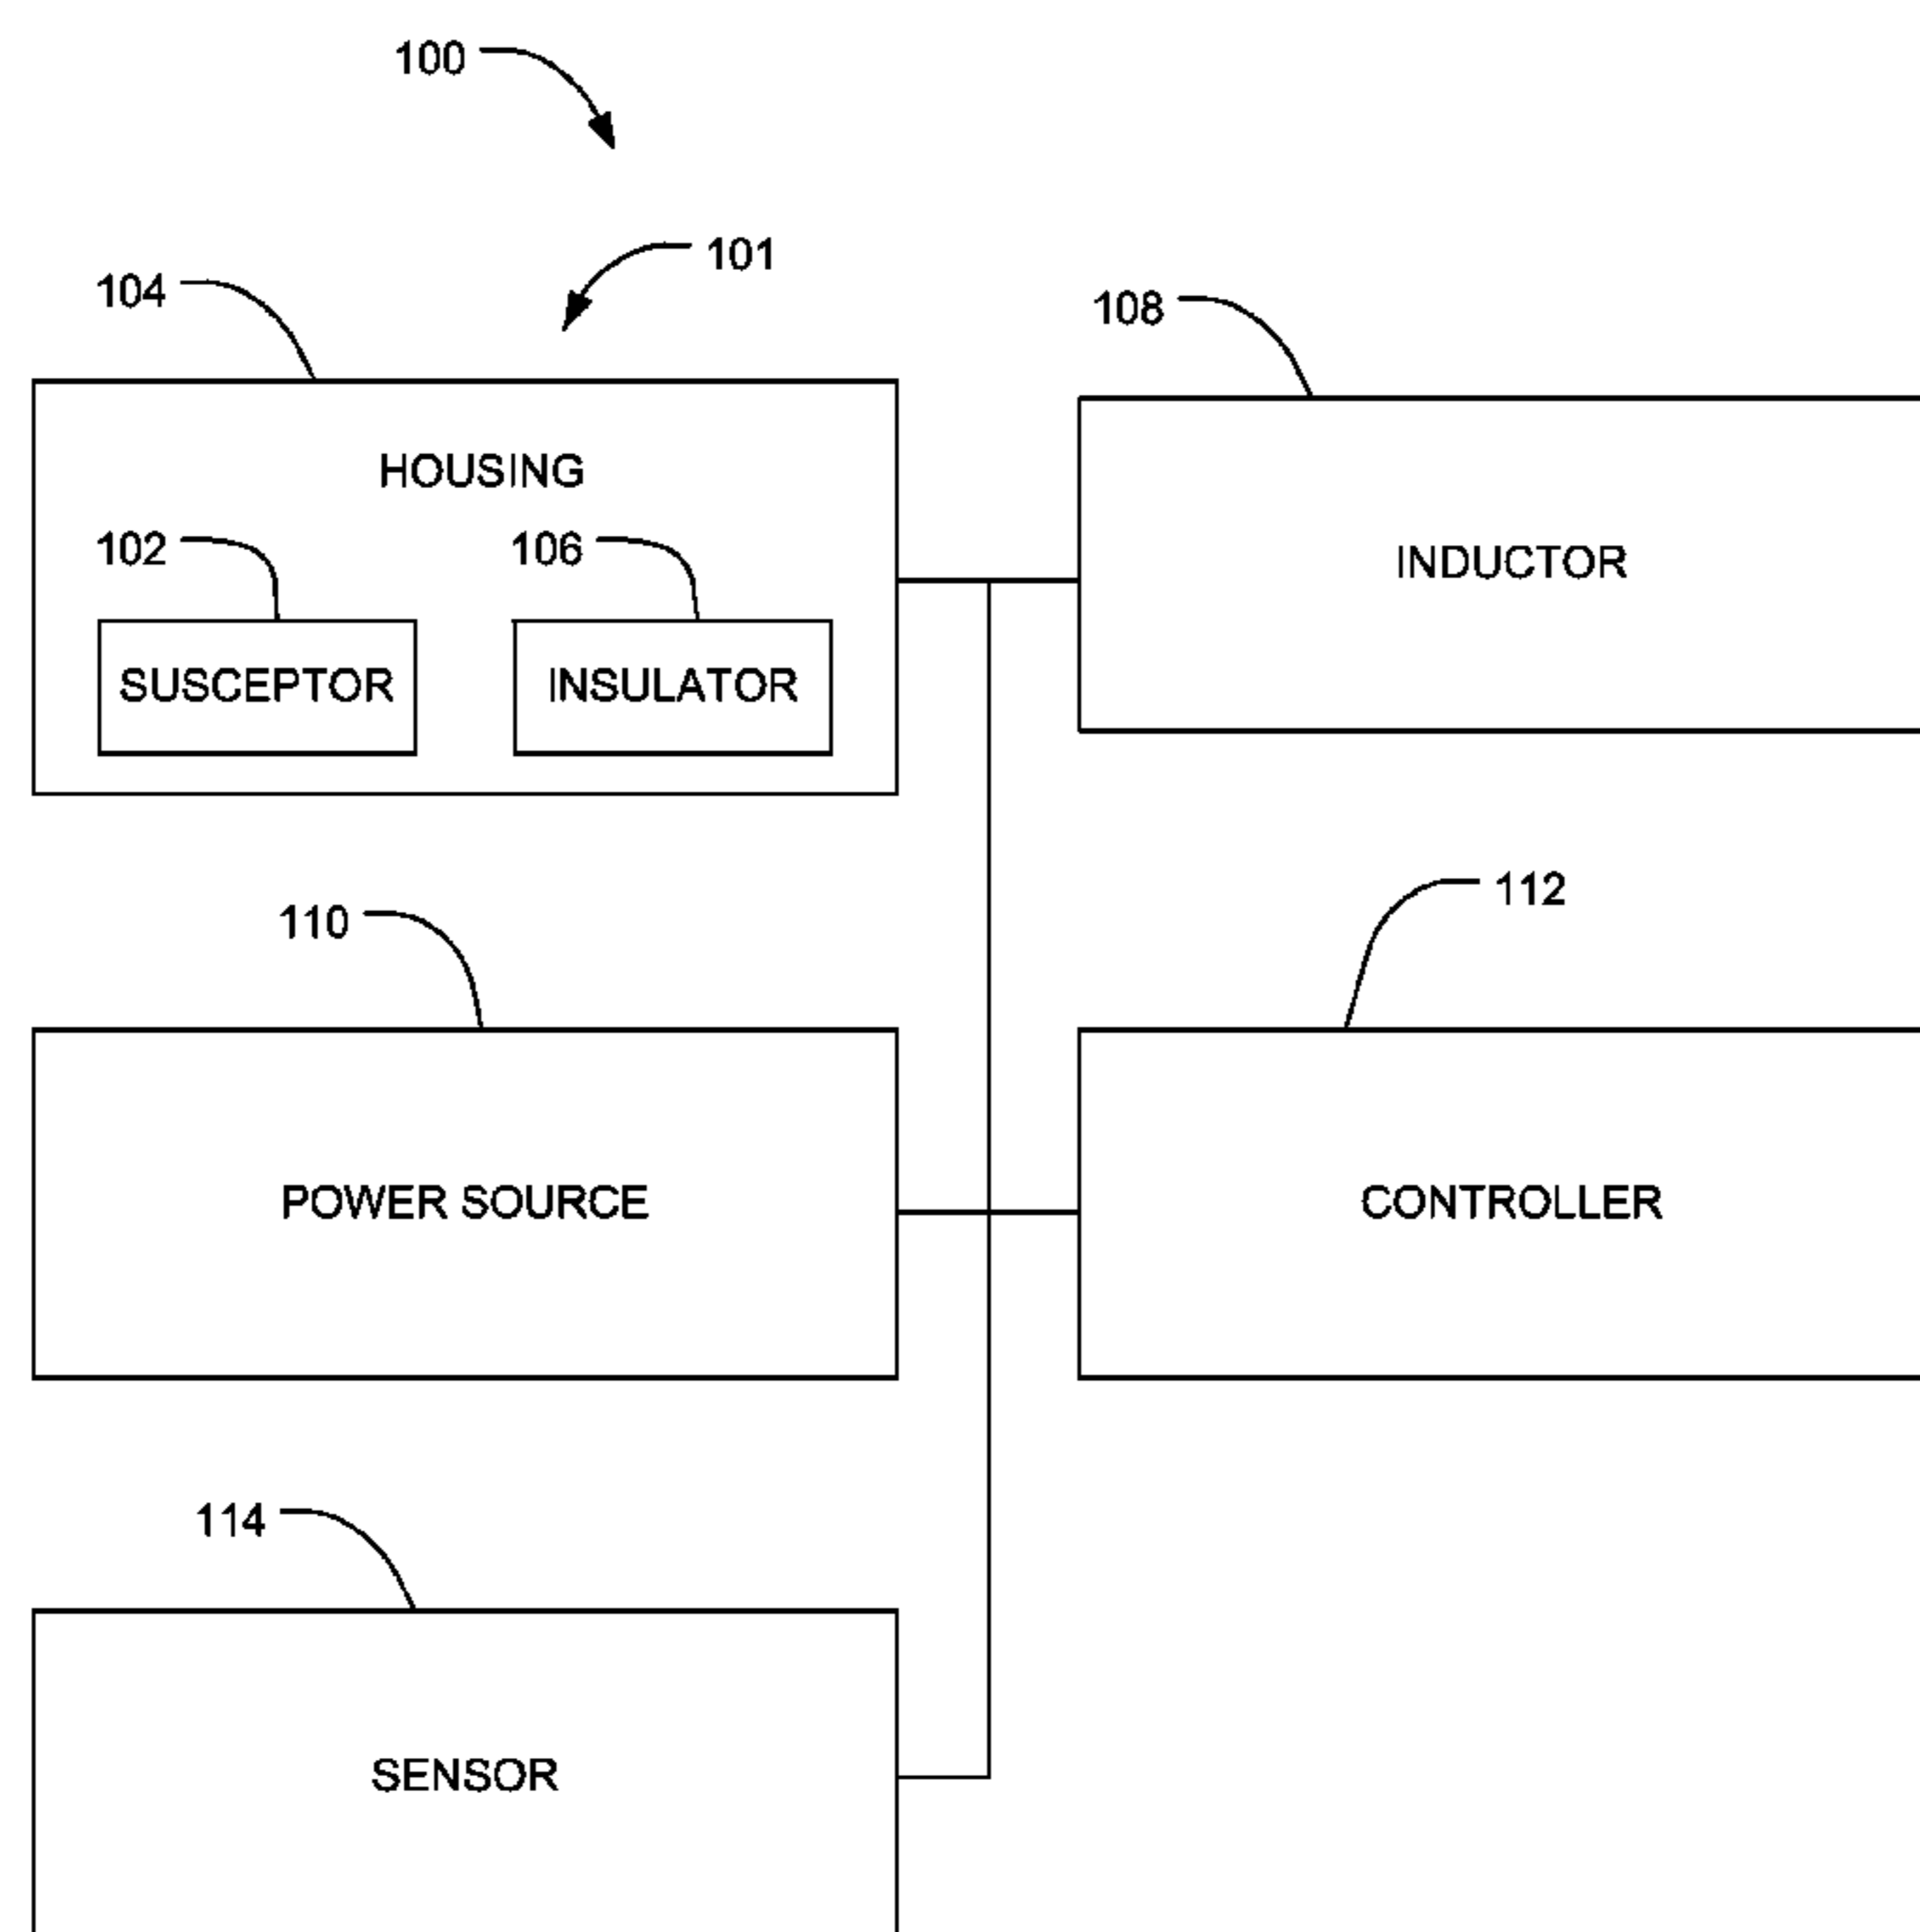 100
101
104
108
HOUSING
102
106
INDUCTOR
SUSCEPTOR
INSULATOR
112
110
POWER SOURCE
CONTROLLER
114
SENSOR